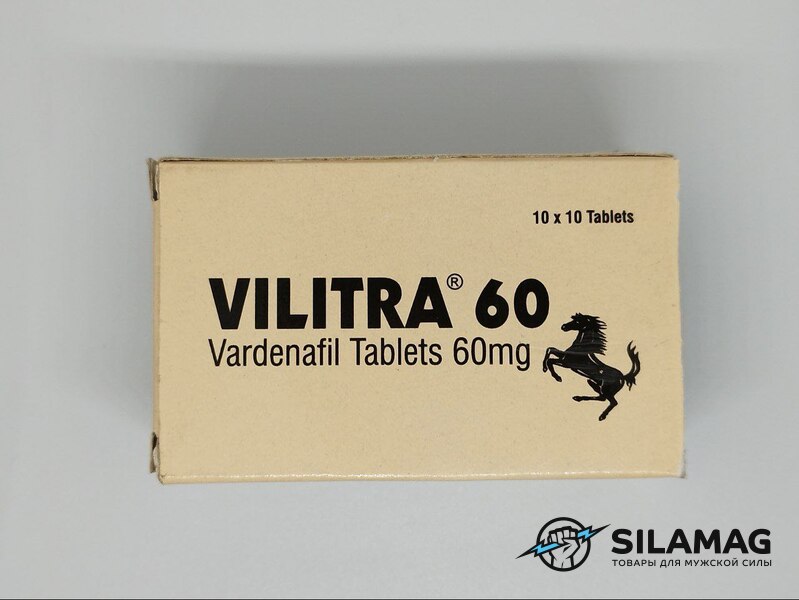 10 x 10 Tablets
VILITRA® 60
Vardenafil Tablets 60mg
SILAMAG
ТОВАРЫ ДЛЯ МУЖСКОЙ СИЛЫ